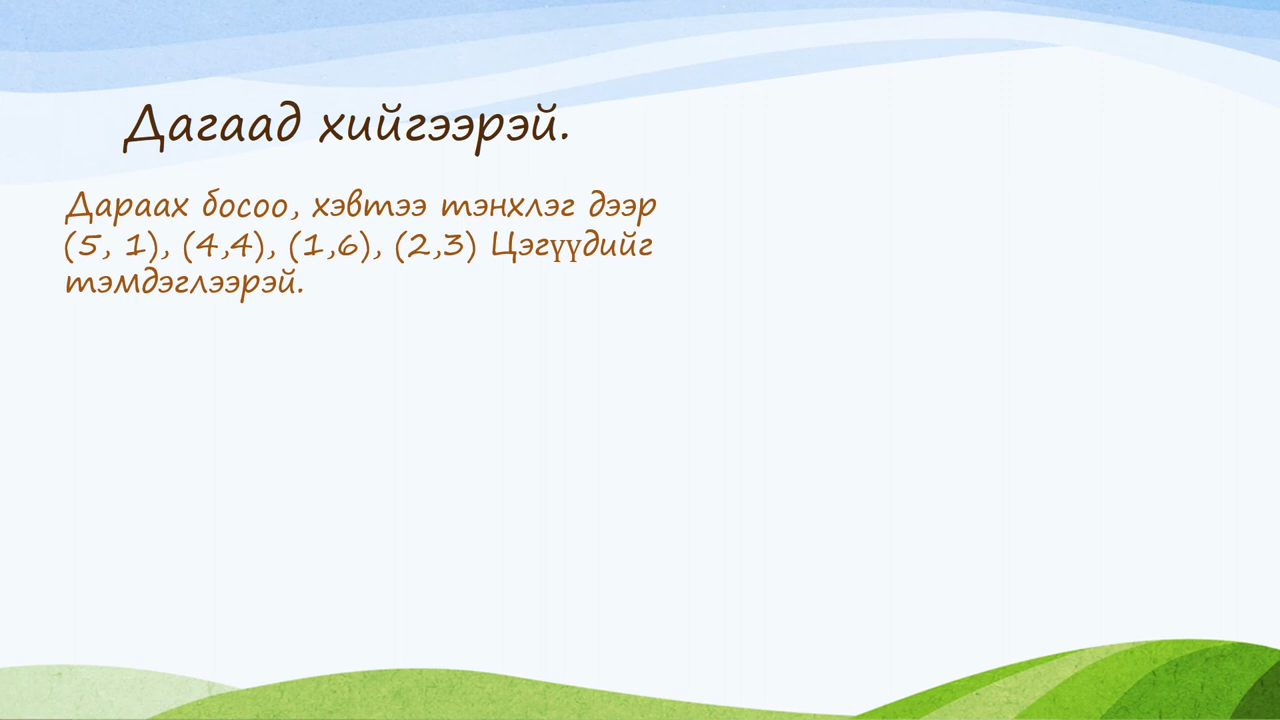 Дагаад хийгээрэй.
Дараах босоо, хэвтээ тэнхлэг дээр
(5, 1), (4,4), (1,6), (2,3) Цэгүүдийг
тэмдэглээрэй.